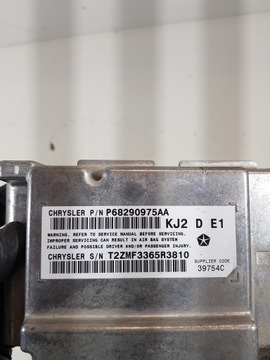 CHRYSLER P/N P68290975AA
KJ2 D E1
WARNING. REFER TO SERVICE MANUAL BEFORE SERVICING.
IMPROPER SERVICING CAN RESULT IN AIR BAG SYSTEM
FAILURE AND POSSIBLE DRIVER AND/OR PASSENGER INJURY
CHRYSLER S/N T2ZMF3365R3810
SUPPLIER CODE
39754C